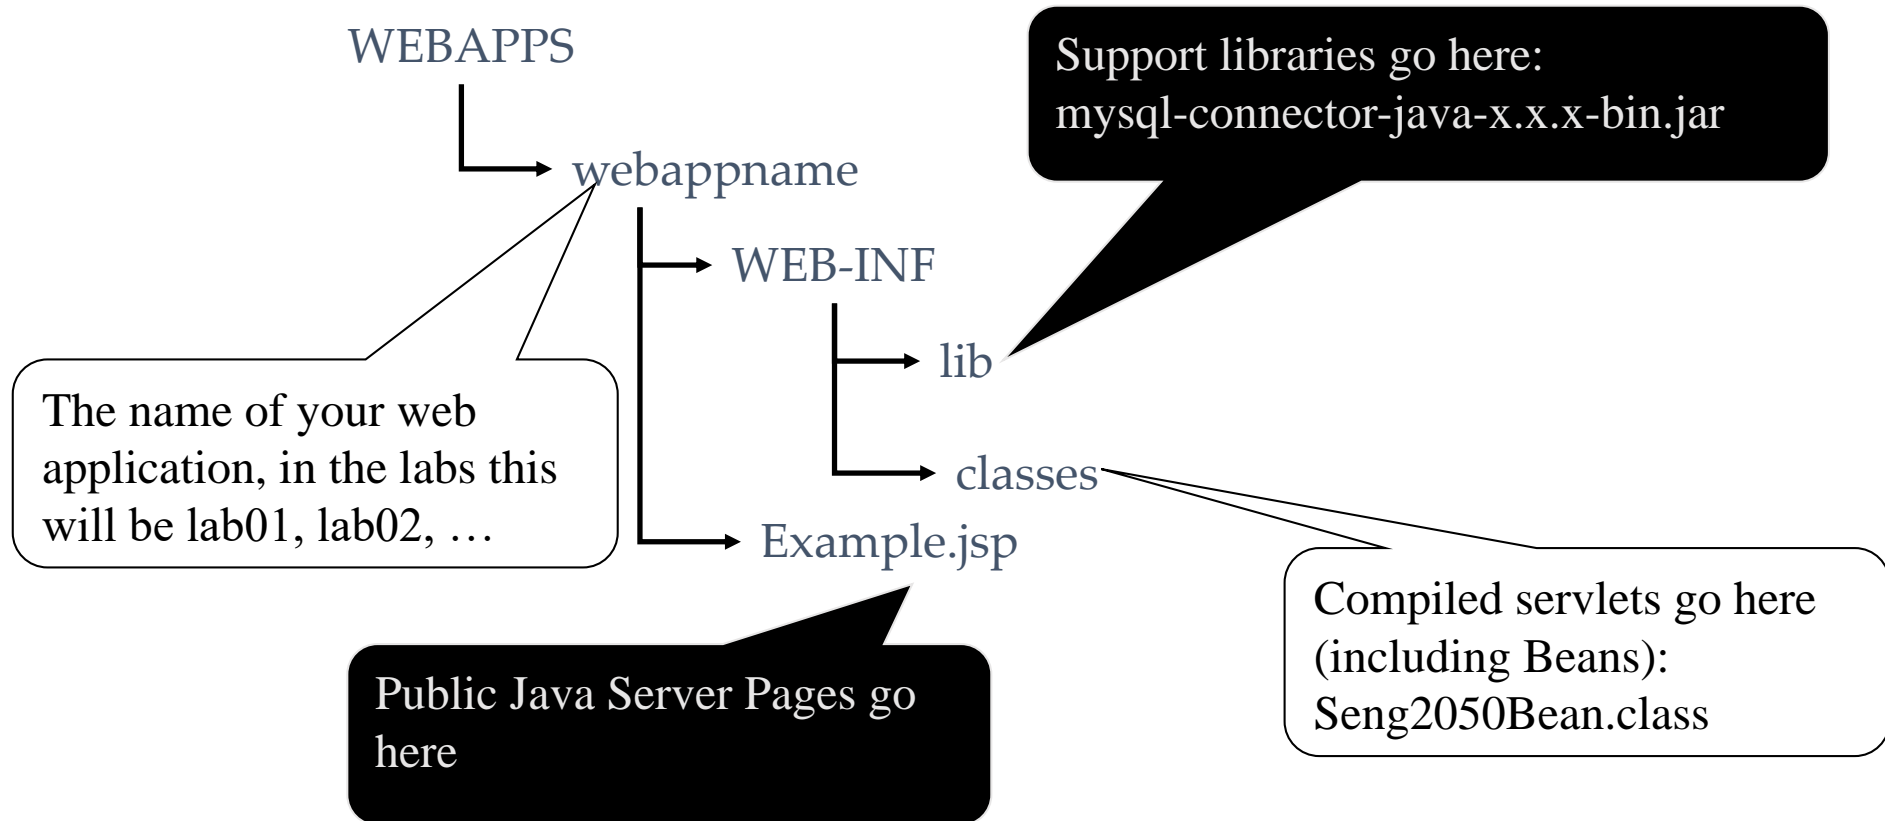 WEBAPPS
Support libraries go here:
mysql-connector-java-x.x.x-bin.jar
webappname
WEB-INF
lib
The name of your web
application, in the labs this
will be lab01, lab02, …
classes
Example.jsp
Compiled servlets go here
(including Beans):
Seng2050Bean.class
Public Java Server Pages go
here